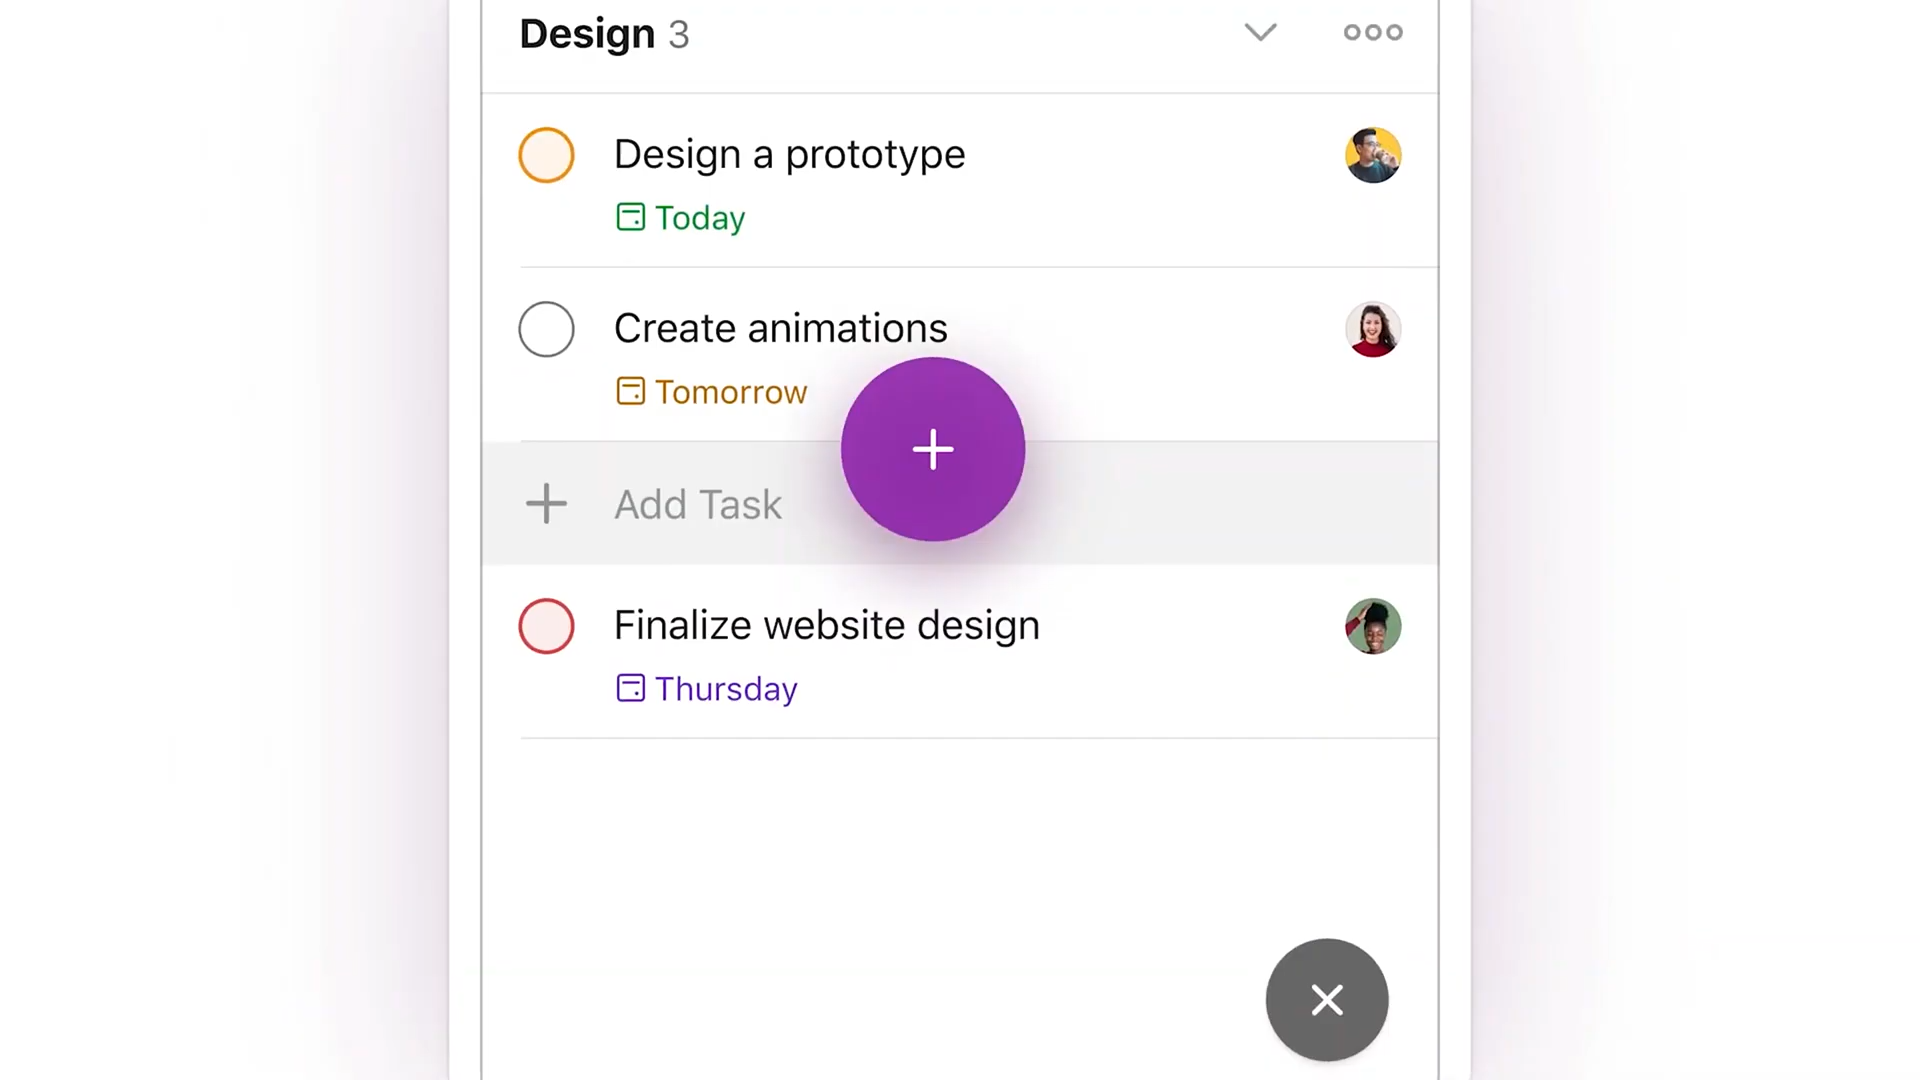 Design 3
Design a prototype
Today
Create animations
Tomorrow
Add Task
Finalize website design
Thursday